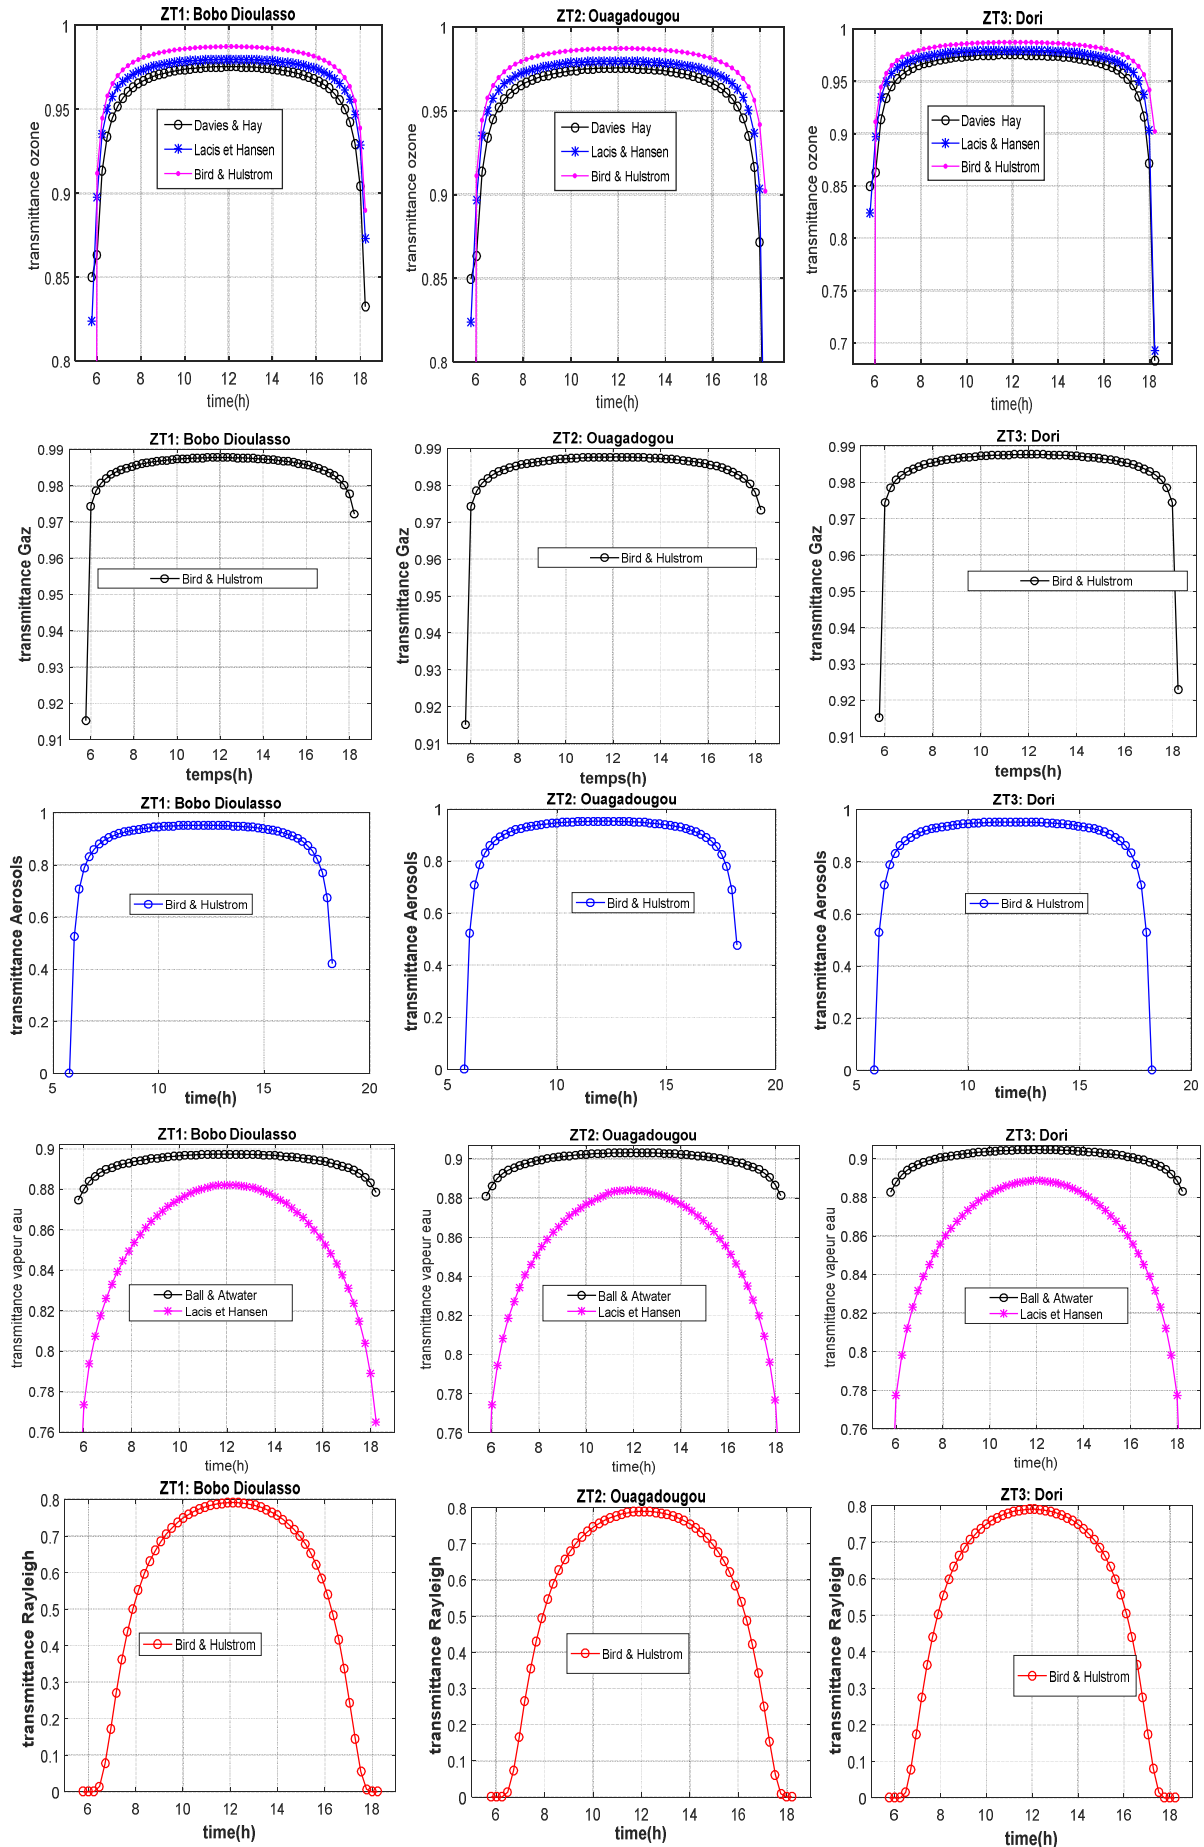 ZT1: Bobo Dioulasso
transmittance ozone
1
0.95
0.9
0.85
0.8
Davies & Hay
Lacis et Hansen
Bird & Hulstrom
6 8 10 12 14 16 18
time(h)
ZT2: Ouagadougou
transmittance ozone
1
0.95
0.9
0.85
0.8
Davies Hay
Lacis & Hansen
Bird & Hulstrom
6 8 10 12 14 16 18
time(h)
ZT3: Dori
transmittance ozone
1
0.95
0.9
0.85
0.8
0.75
0.7
Davies Hay
Lacis & Hansen
Bird & Hulstrom
6 8 10 12 14 16 18
time(h)
ZT1: Bobo Dioulasso
transmittance Gaz
0.99
0.98
0.97
0.96
0.95
0.94
0.93
0.92
0.91
Bird & Hulstrom
6 8 10 12 14 16 18
temps(h)
ZT2: Ouagadogou
transmittance Gaz
0.99
0.98
0.97
0.96
0.95
0.94
0.93
0.92
0.91
Bird & Hulstrom
6 8 10 12 14 16 18
temps(h)
ZT3: Dori
transmittance Gaz
0.99
0.98
0.97
0.96
0.95
0.94
0.93
0.92
0.91
Bird & Hulstrom
6 8 10 12 14 16 18
temps(h)
ZT1: Bobo Dioulasso
transmittance Aerosols
1
0.8
0.6
0.4
0.2
0
Bird & Hulstrom
5 10 15 20
time(h)
ZT2: Ouagadougou
transmittance Aerosols
1
0.8
0.6
0.4
0.2
0
Bird & Hulstrom
5 10 15 20
time(h)
ZT3: Dori
transmittance Aerosols
1
0.8
0.6
0.4
0.2
0
Bird & Hulstrom
5 10 15 20
time(h)
ZT1: Bobo Dioulasso
transmittance vapeur eau
0.9
0.88
0.86
0.84
0.82
0.8
0.78
0.76
Ball & Atwater
Lacis et Hansen
6 8 10 12 14 16 18
time(h)
ZT2: Ouagadougou
transmittance vapeur eau
0.9
0.88
0.86
0.84
0.82
0.8
0.78
0.76
Ball & Atwater
Lacis et Hansen
6 8 10 12 14 16 18
time(h)
ZT3: Dori
transmittance vapeur eau
0.9
0.88
0.86
0.84
0.82
0.8
0.78
0.76
Ball & Atwater
Lacis et Hansen
6 8 10 12 14 16 18
time(h)
ZT1: Bobo Dioulasso
transmittance Rayleigh
0.8
0.7
0.6
0.5
0.4
0.3
0.2
0.1
0
Bird & Hulstrom
6 8 10 12 14 16 18
time(h)
ZT2: Ouagadougou
transmittance Rayleigh
0.8
0.7
0.6
0.5
0.4
0.3
0.2
0.1
0
Bird & Hulstrom
6 8 10 12 14 16 18
time(h)
ZT3: Dori
transmittance Rayleigh
0.8
0.7
0.6
0.5
0.4
0.3
0.2
0.1
0
Bird & Hulstrom
6 8 10 12 14 16 18
time(h)